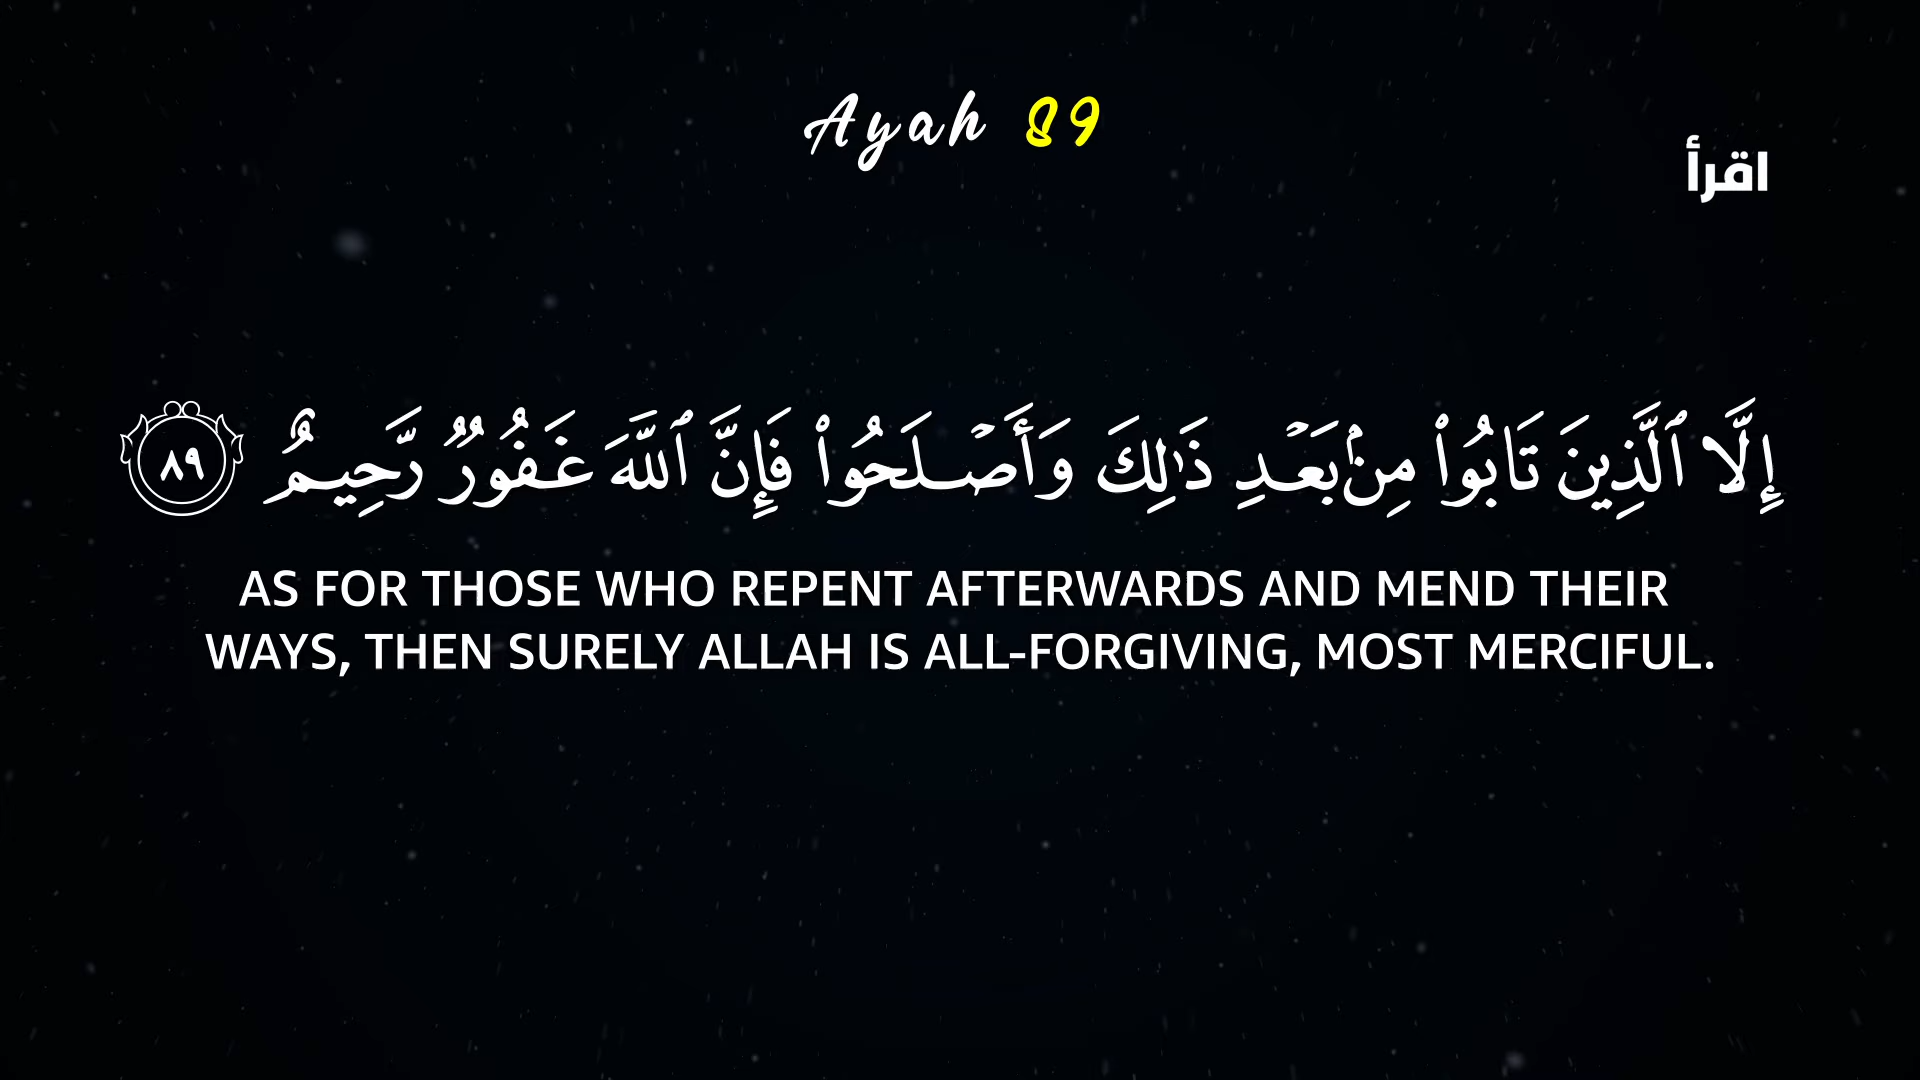 Ayah 89
اقرأ
إِلَّا ٱلَّذِينَ تَابُوا۟ مِنۢ بَعْدِ ذَٰلِكَ وَأَصْلَحُوا۟ فَإِنَّ ٱللَّهَ غَفُورٌ رَّحِيمٌ ٨٩
AS FOR THOSE WHO REPENT AFTERWARDS AND MEND THEIR
WAYS, THEN SURELY ALLAH IS ALL-FORGIVING, MOST MERCIFUL.